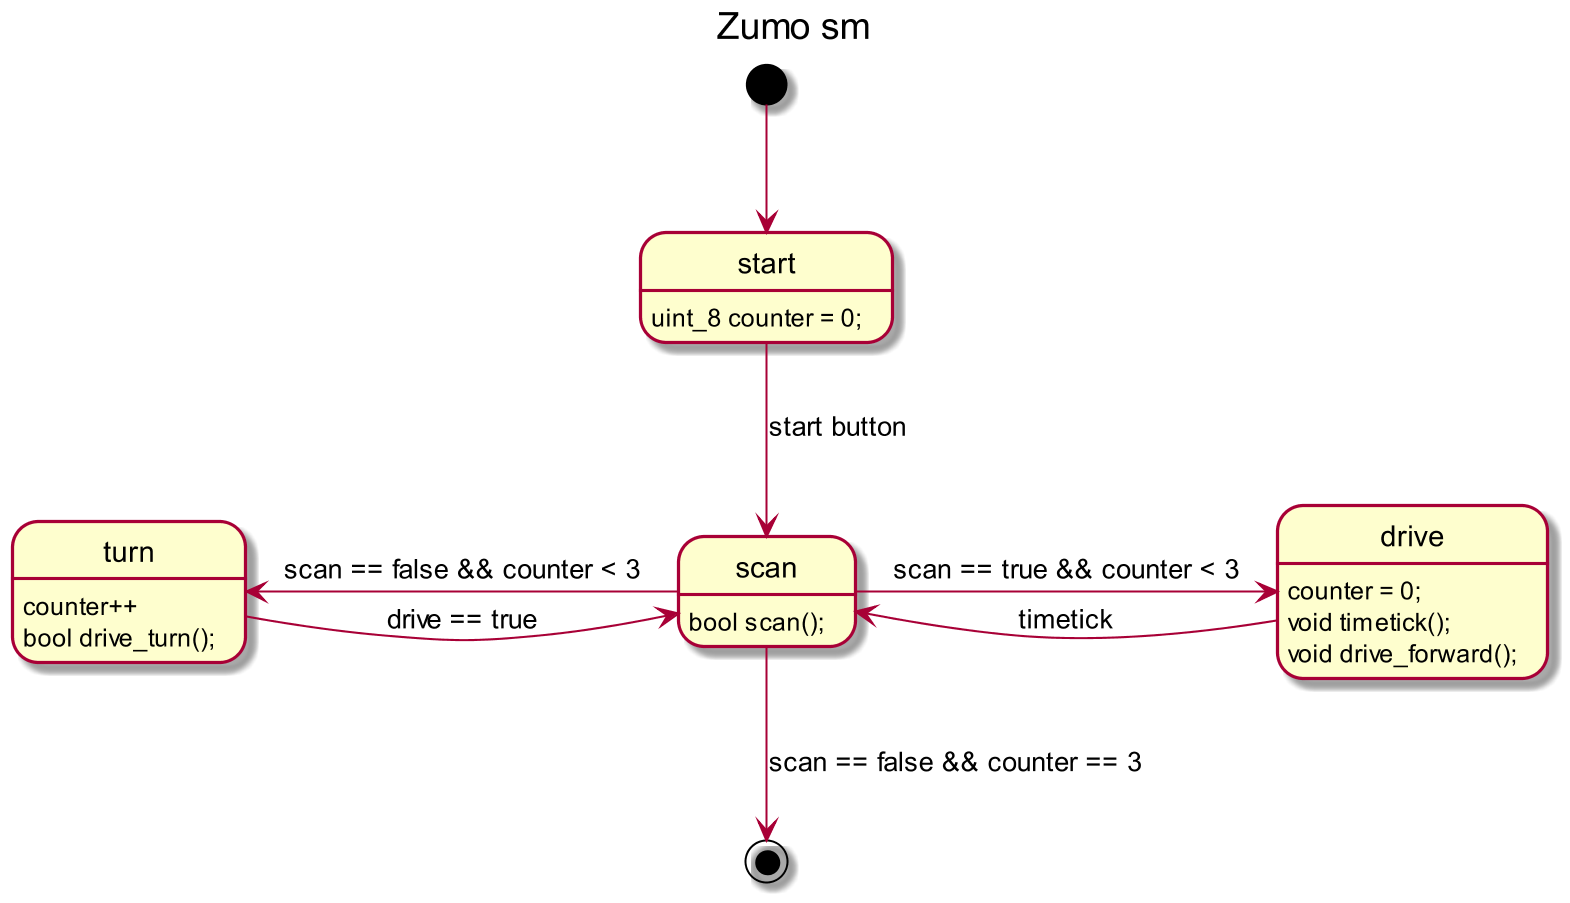 Zumo sm
start
uint_8 counter = 0;
start button
turn
counter++
bool drive_turn();
scan == false && counter < 3
drive == true
scan
bool scan();
scan == true && counter < 3
timetick
drive
counter = 0;
void timetick();
void drive_forward();
scan == false && counter == 3